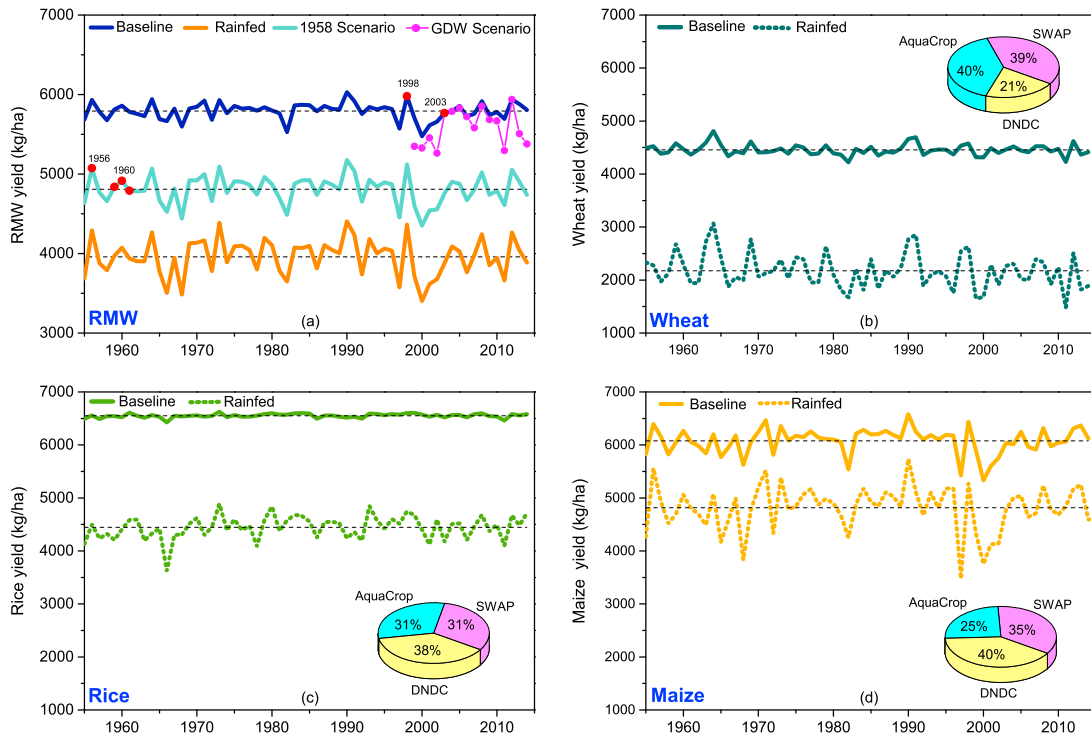 Baseline Rainfed 1958 Scenario GDW Scenario
7000
6000
5000
4000
3000
RMW yield (kg/ha)
1998
2003
1956
1960
RMW
(a)
1960 1970 1980 1990 2000 2010
Baseline Rainfed
7000
6000
5000
4000
3000
2000
1000
Wheat yield (kg/ha)
AquaCrop
SWAP
40%
39%
21%
DNDC
Wheat
(b)
1960 1970 1980 1990 2000 2010
Baseline Rainfed
7000
6000
5000
4000
3000
2000
1000
Rice yield (kg/ha)
AquaCrop
SWAP
31%
31%
38%
DNDC
Rice
(c)
1960 1970 1980 1990 2000 2010
Baseline Rainfed
7000
6000
5000
4000
3000
2000
1000
Maize yield (kg/ha)
AquaCrop
SWAP
25%
35%
40%
DNDC
Maize
(d)
1960 1970 1980 1990 2000 2010